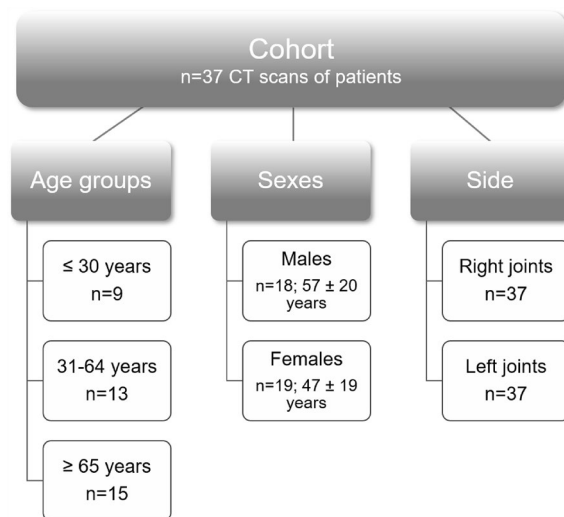 Cohort
n=37 CT scans of patients
Age groups
≤ 30 years
n=9
31-64 years
n=13
≥ 65 years
n=15
Sexes
Males
n=18; 57 ± 20
years
Females
n=19; 47 ± 19
years
Side
Right joints
n=37
Left joints
n=37